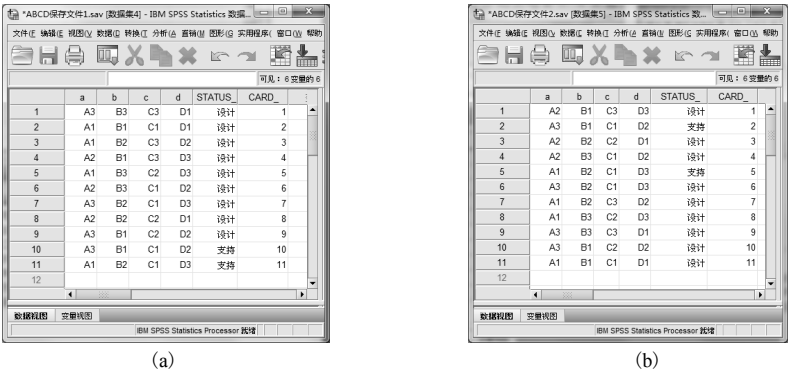 *ABCD保存文件1.sav [数据集4] - IBM SPSS Statistics 数据...
文件(F 编辑(E 视图(V 数据(D 转换(T 分析(A 直销(M 图形(G 实用程序( 窗口(W 帮助
可见： 6 变量的 6
a b c d STATUS_ CARD_
1 A3 B3 C3 D1 设计 1
2 A1 B1 C1 D1 设计 2
3 A1 B2 C3 D2 设计 3
4 A2 B1 C3 D3 设计 4
5 A1 B3 C2 D3 设计 5
6 A2 B3 C1 D2 设计 6
7 A3 B2 C1 D3 设计 7
8 A2 B2 C2 D1 设计 8
9 A3 B1 C2 D2 设计 9
10 A3 B1 C1 D2 支持 10
11 A1 B2 C1 D3 支持 11
12
数据视图 变量视图
IBM SPSS Statistics Processor 就绪
(a)
*ABCD保存文件2.sav [数据集5] - IBM SPSS Statistics 数...
文件(F 编辑(E 视图(V 数据(D 转换(T 分析(A 直销(M 图形(G 实用程序( 窗口(W 帮助
可见： 6 变量的 6
a b c d STATUS_ CARD_
1 A2 B1 C3 D3 设计 1
2 A3 B1 C1 D2 支持 2
3 A2 B2 C2 D1 设计 3
4 A2 B3 C1 D2 设计 4
5 A1 B2 C1 D3 支持 5
6 A3 B2 C1 D3 设计 6
7 A1 B2 C3 D2 设计 7
8 A1 B3 C2 D3 设计 8
9 A3 B3 C3 D1 设计 9
10 A3 B1 C2 D2 设计 10
11 A1 B1 C1 D1 设计 11
12
数据视图 变量视图
IBM SPSS Statistics Processor 就绪
(b)